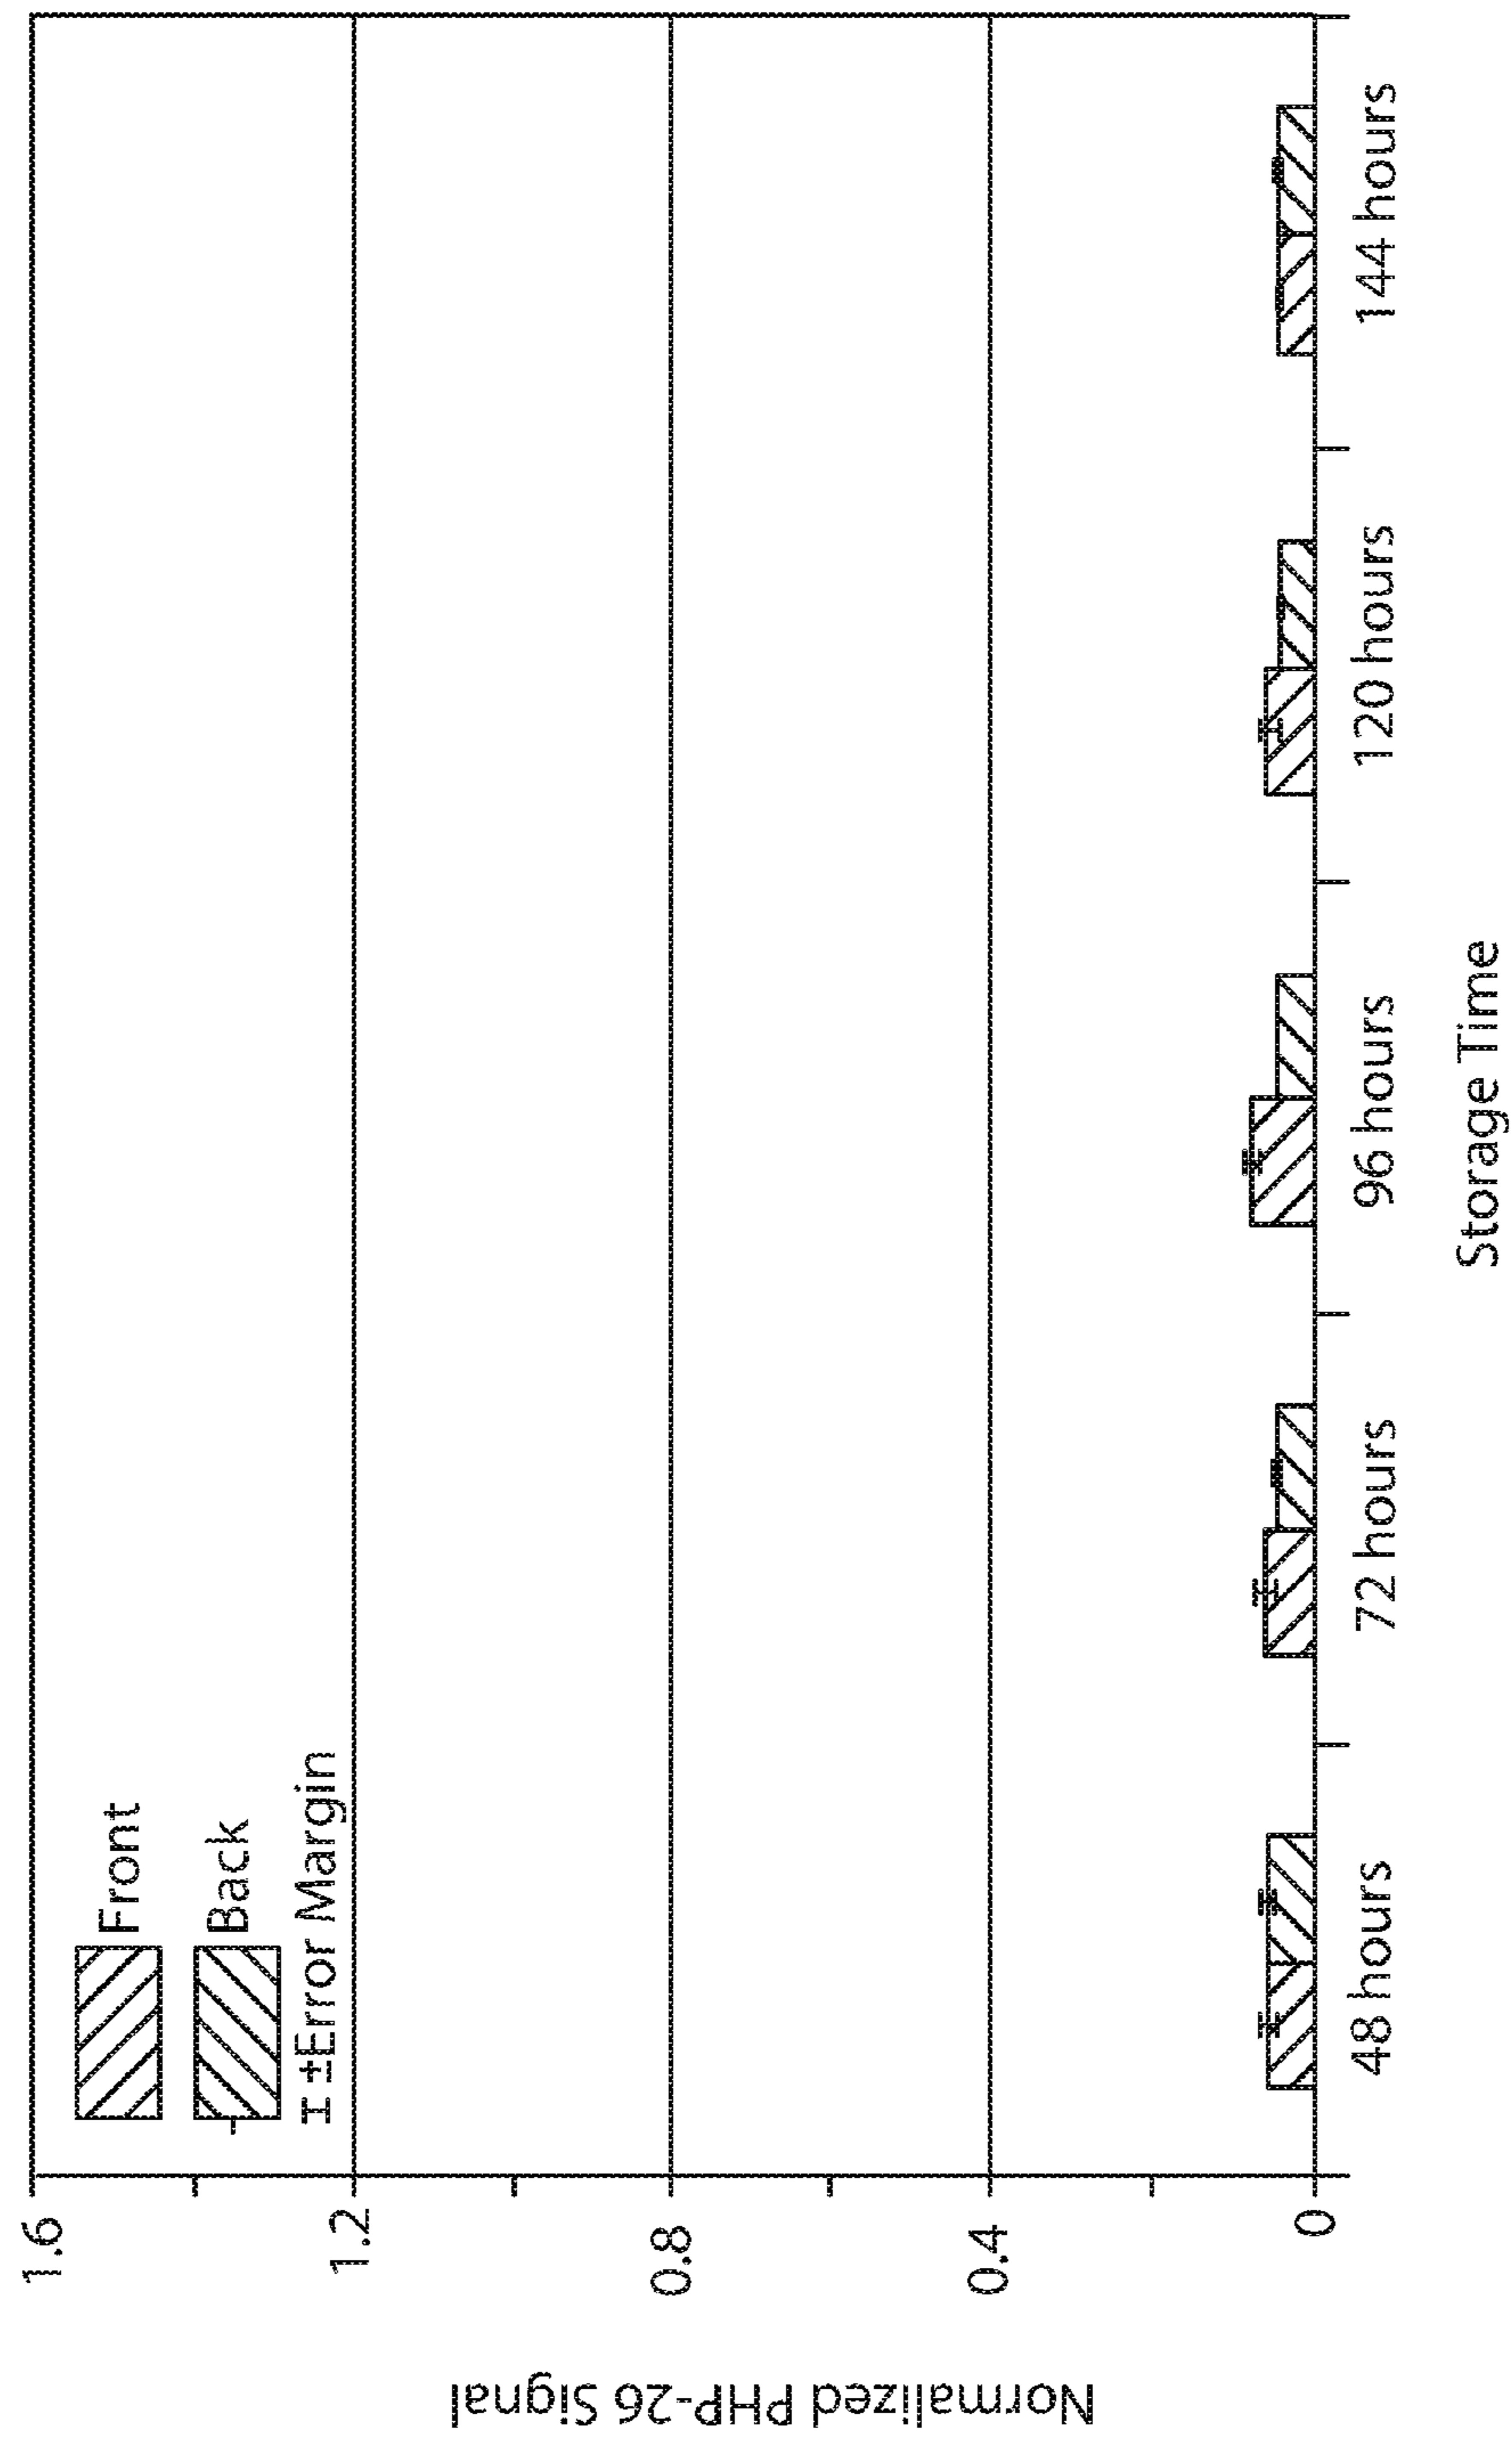 Normalized PHP-26 Signal
1.6
1.2
0.8
0.4
0
Front
Back
I ±Error Margin
48 hours
72 hours
96 hours
120 hours
144 hours
Storage Time